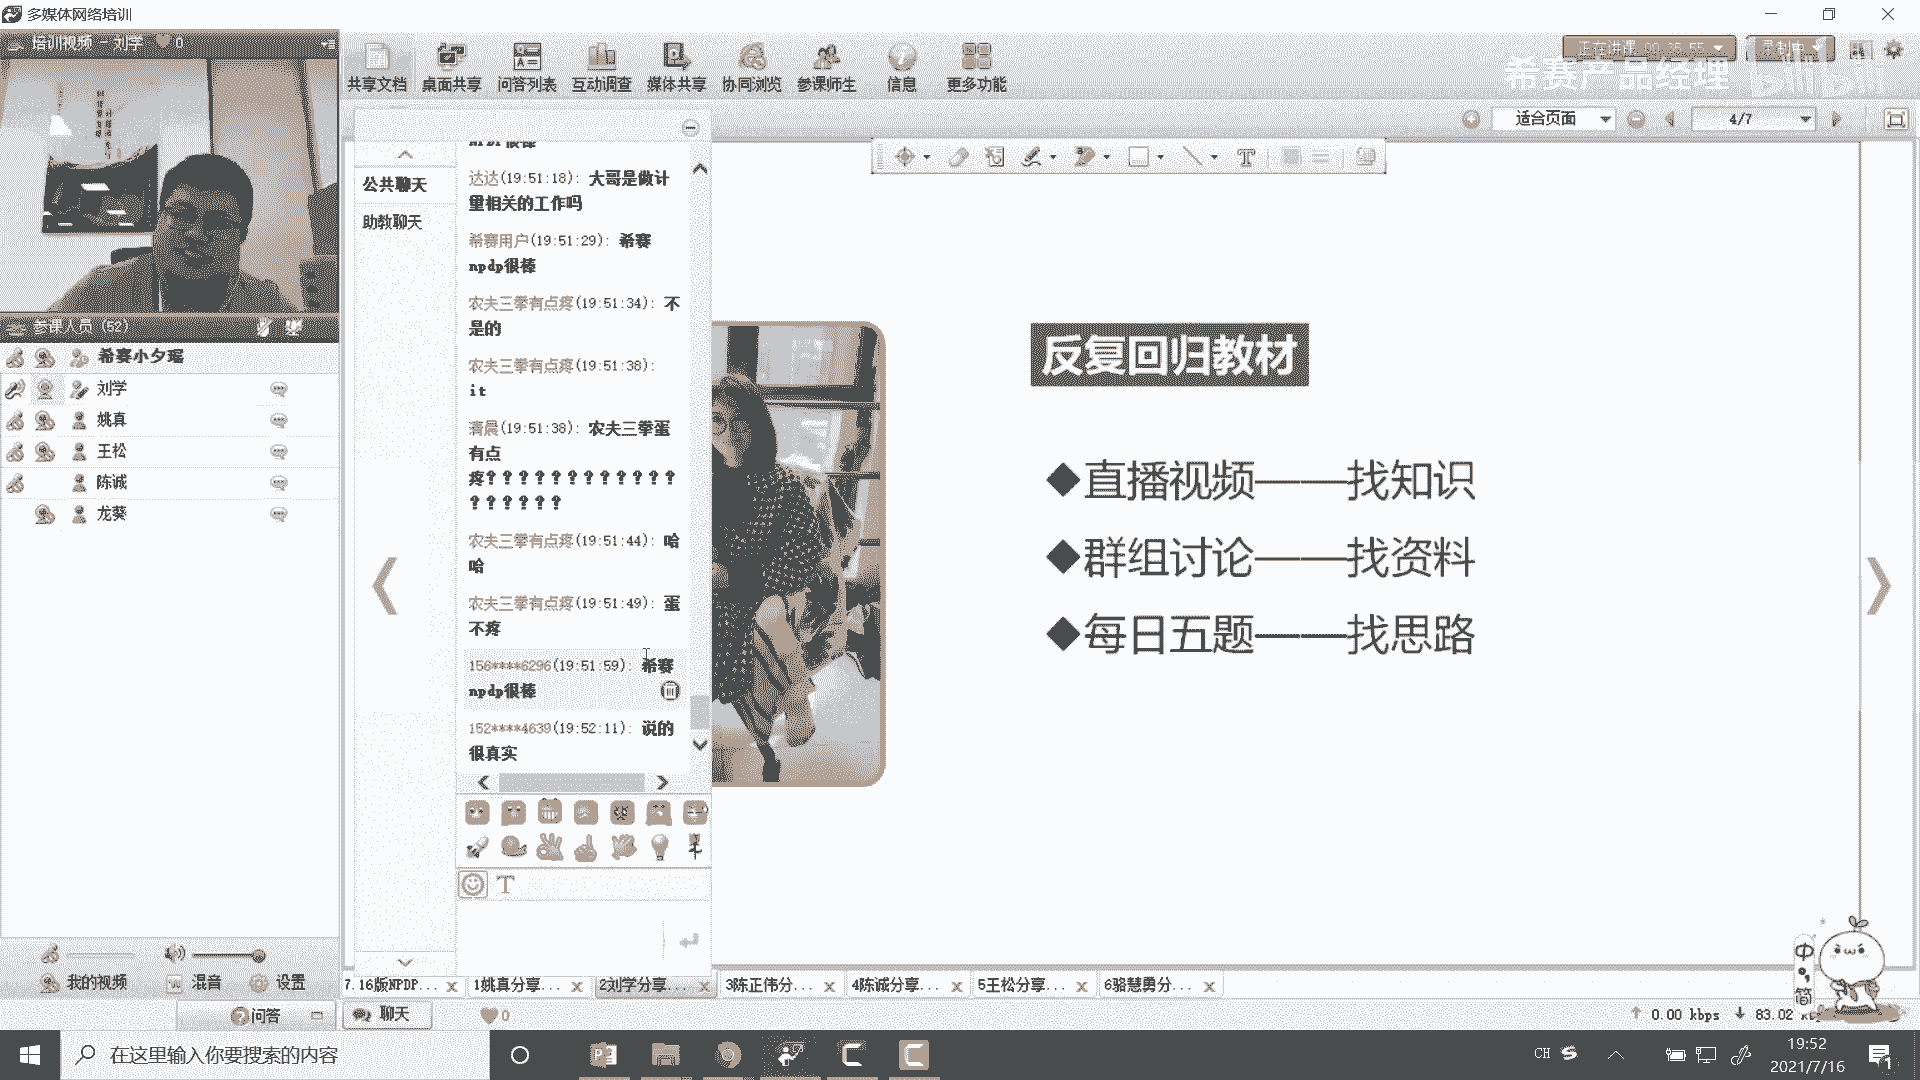 多媒体网络培训
培训视频 - 刘学 0
共享文档 桌面共享 问答列表 互动调查 媒体共享 协同浏览 参课师生 信息 更多功能
正在讲课 00:35:55
录制中
希赛产品经理
bilibili
适合页面
4/7
公共聊天
助教聊天
达达(19:51:18): 大哥是做计
量相关的工作吗
希赛用户(19:51:29): 希赛
npdp很棒
农夫三拳有点疼(19:51:34): 不
是的
农夫三拳有点疼(19:51:38):
it
清晨(19:51:38): 农夫三拳蛋
有点
疼????????????
??????
农夫三拳有点疼(19:51:44): 哈
哈
农夫三拳有点疼(19:51:49): 蛋
不疼
156****6296(19:51:59): 希赛
npdp很棒
152****4639(19:52:11): 说的
很真实
参课人员 (52)
希赛小夕瑶
刘学
姚真
王松
陈诚
龙葵
反复回归教材
◆直播视频——找知识
◆群组讨论——找资料
◆每日五题——找思路
我的视频 混音 设置
问答
聊天
0
7.16版NPDP... 1姚真分享... 2刘学分享... 3陈正伟分... 4陈诚分享... 5王松分享... 6骆慧勇分...
0.00 kbps 83.02
中
简
在这里输入你要搜索的内容
CH
19:52
2021/7/16
1